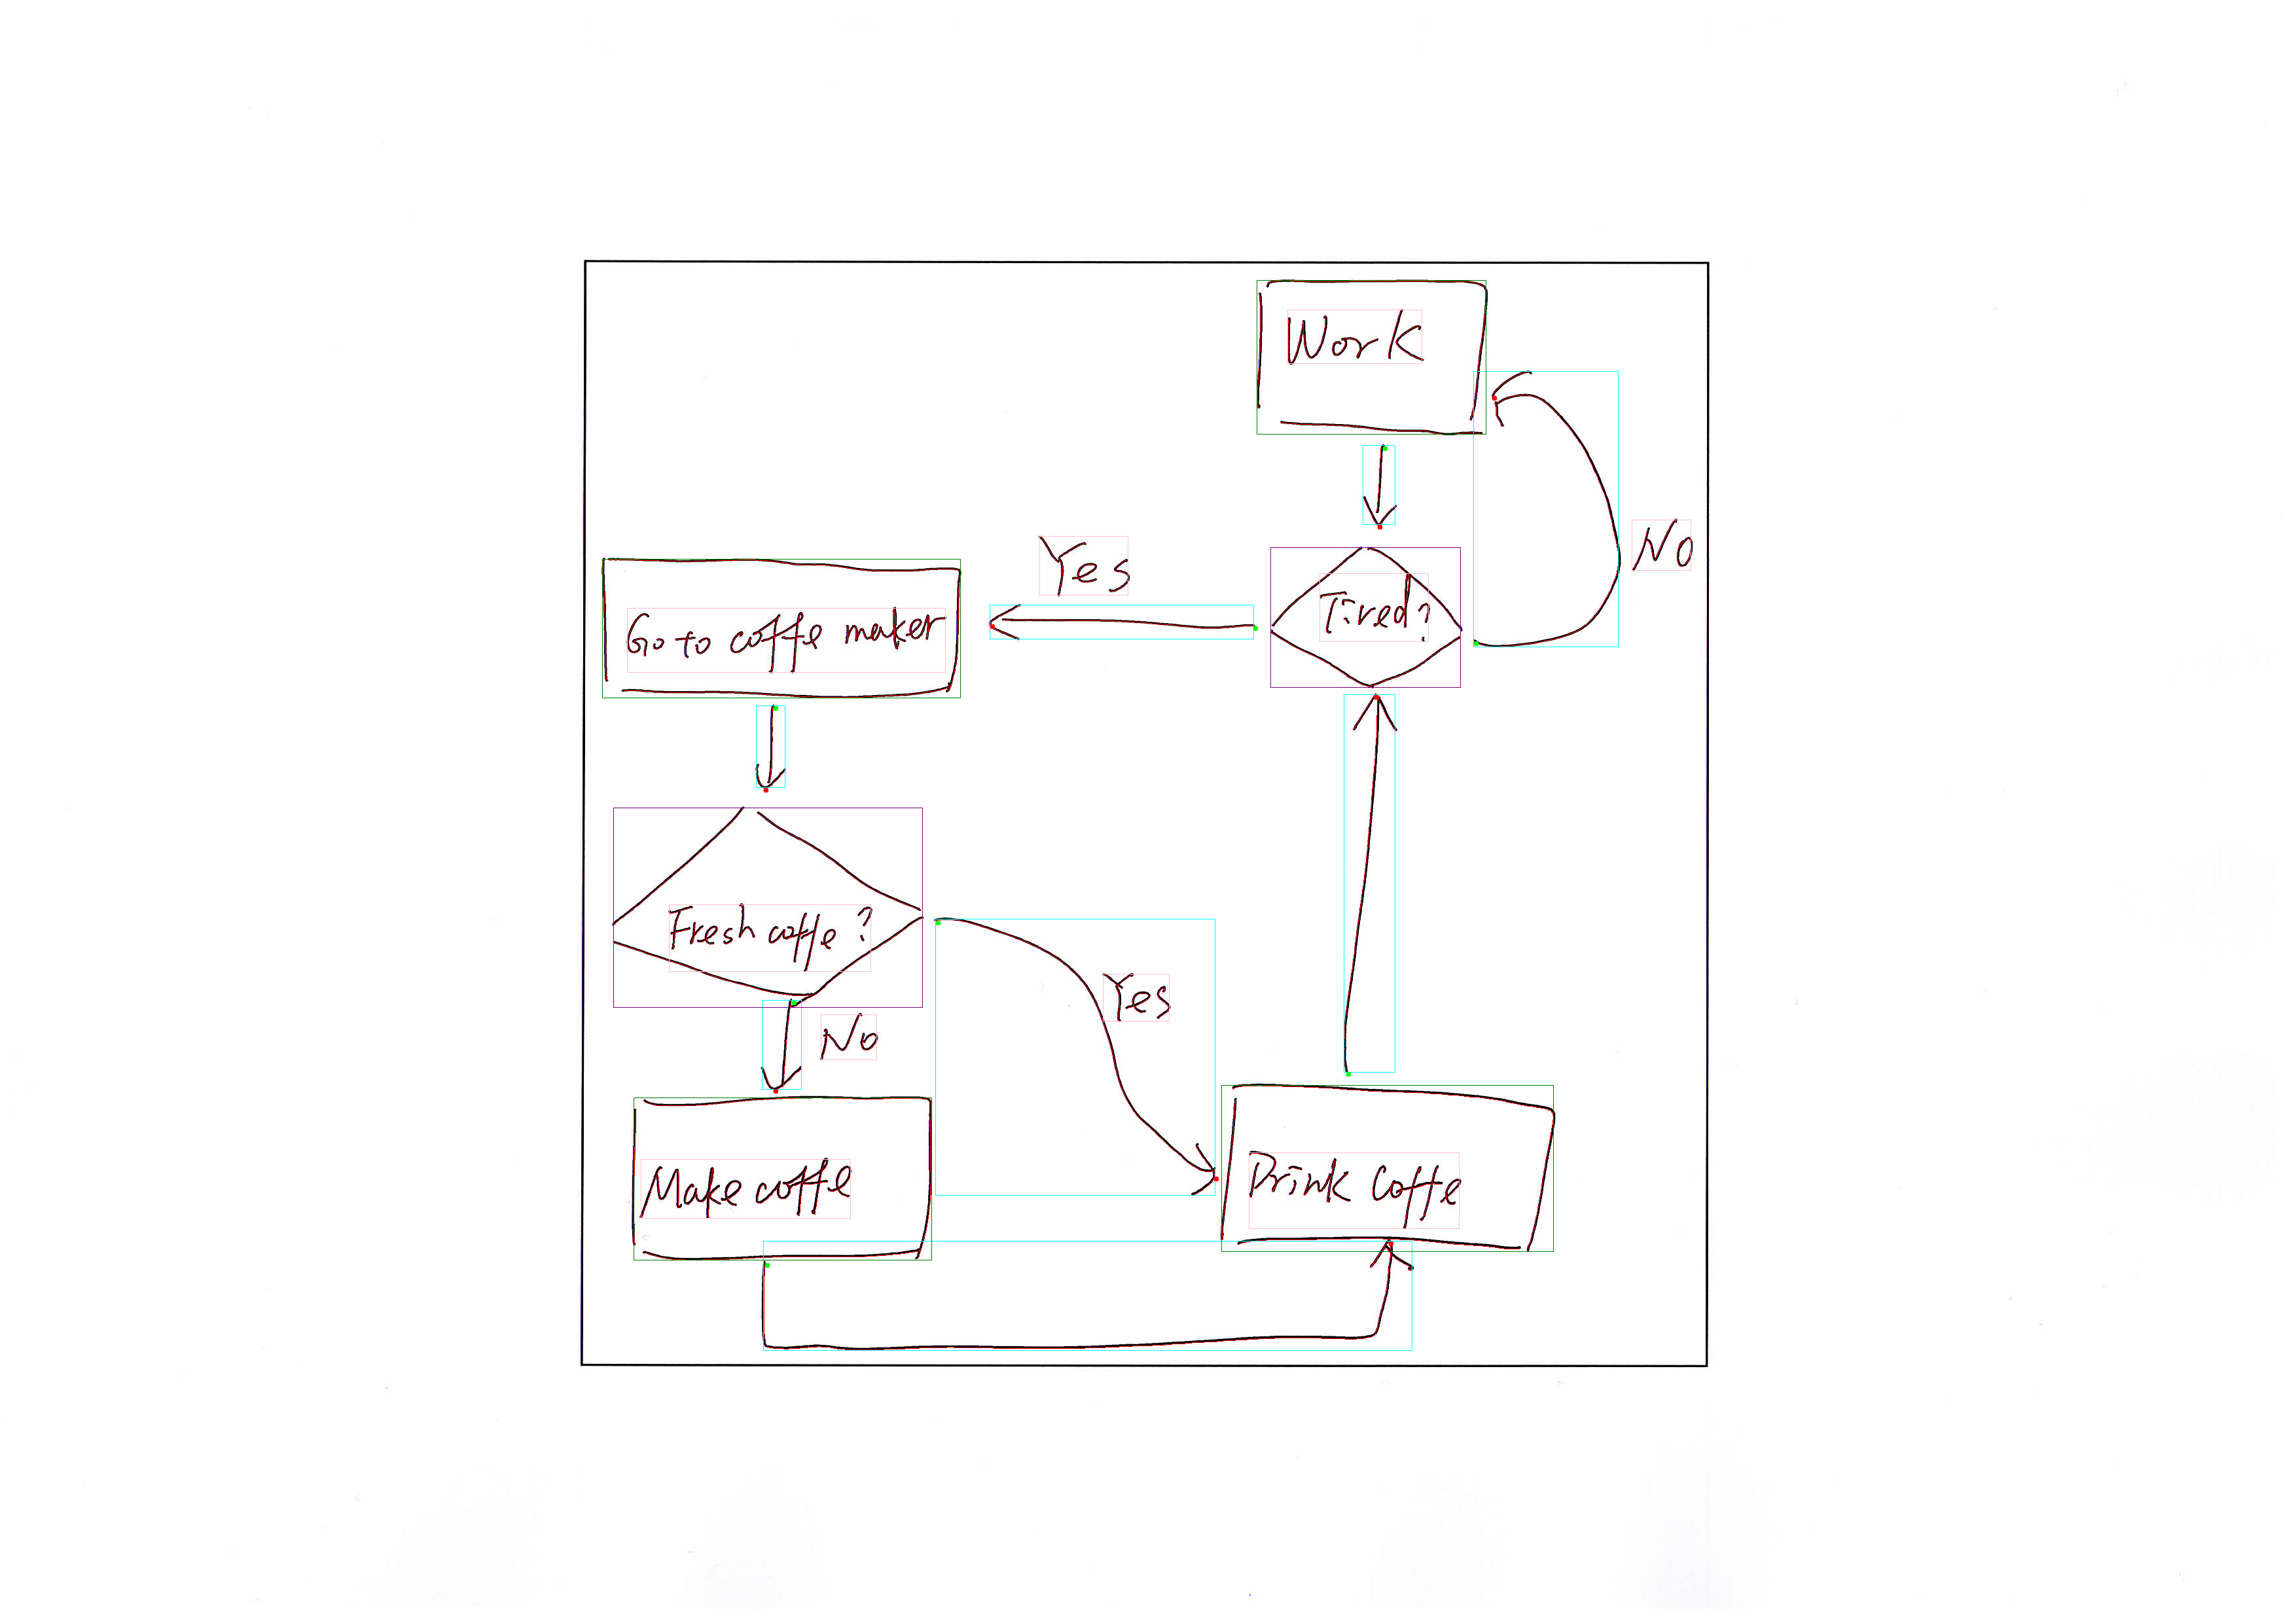 Work
No
Yes
Tired?
Go to coffe maker
Fresh coffe?
Yes
No
Make coffe
Drink Coffe